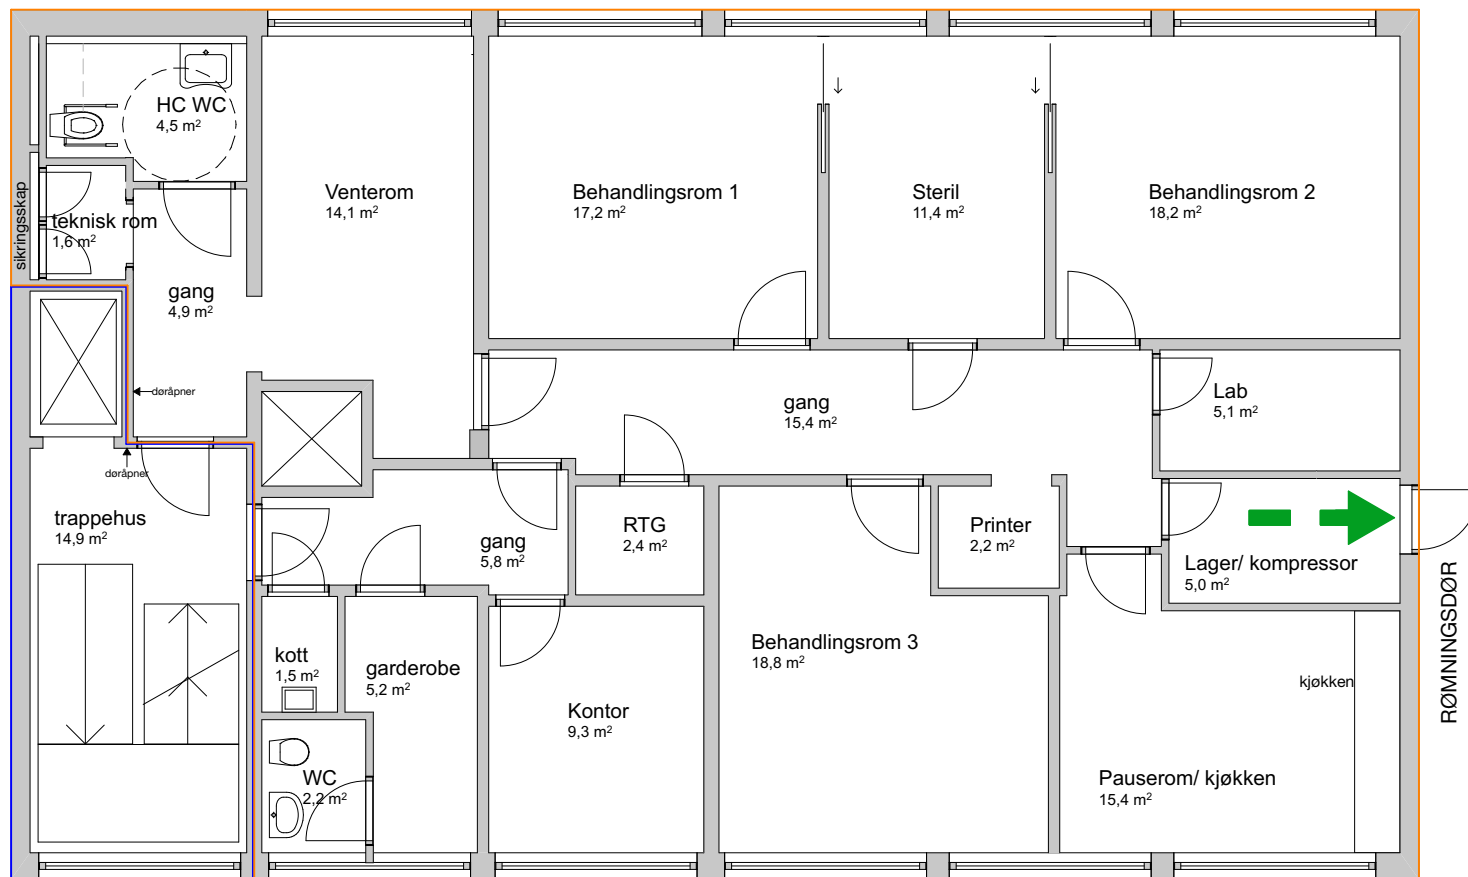 HC WC
4,5 m²
sikringsskap
teknisk rom
1,6 m²
Venterom
14,1 m²
Behandlingsrom 1
17,2 m²
Steril
11,4 m²
Behandlingsrom 2
18,2 m²
gang
4,9 m²
døråpner
døråpner
gang
15,4 m²
Lab
5,1 m²
trappehus
14,9 m²
gang
5,8 m²
RTG
2,4 m²
Printer
2,2 m²
Lager/ kompressor
5,0 m²
RØMNINGSDØR
kott
1,5 m²
garderobe
5,2 m²
Kontor
9,3 m²
Behandlingsrom 3
18,8 m²
kjøkken
WC
2,2 m²
Pauserom/ kjøkken
15,4 m²